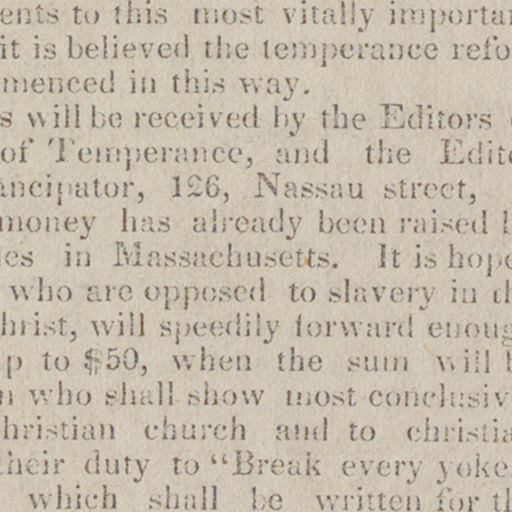 ents to this most vitally importan
it is believed the temperance refo
menced in this way.
s will be received by the Editors
of Temperance, and the Edito
ancipator, 126, Nassau street,
money has already been raised
ies in Massachusetts. It is hope
who are opposed to slavery in th
hrist, will speedily forward enoug
p to $50, when the sum will b
n who shall show most conclusiv
hristian church and to christia
their duty to "Break every yoke
which shall be written for th